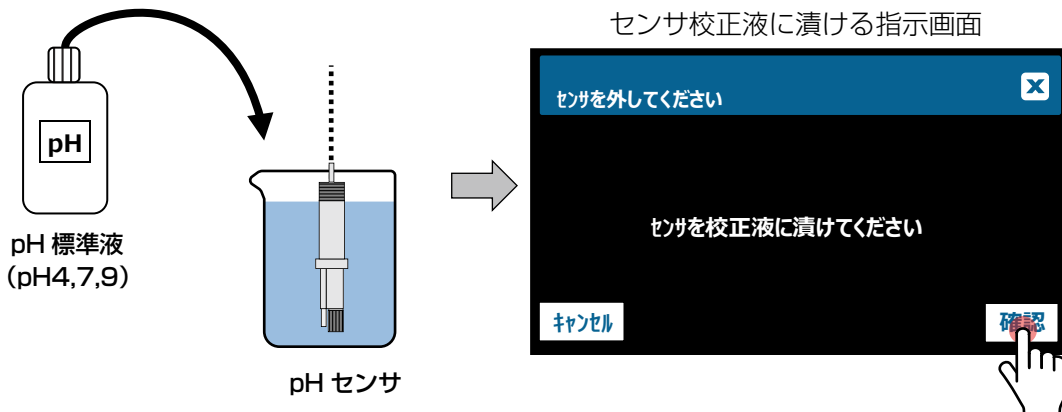 センサ校正液に漬ける指示画面
pH
pH 標準液
（pH4,7,9）
pH センサ
ｾﾝｻを外してください
X
ｾﾝｻを校正液に漬けてください
ｷｬﾝｾﾙ
確認